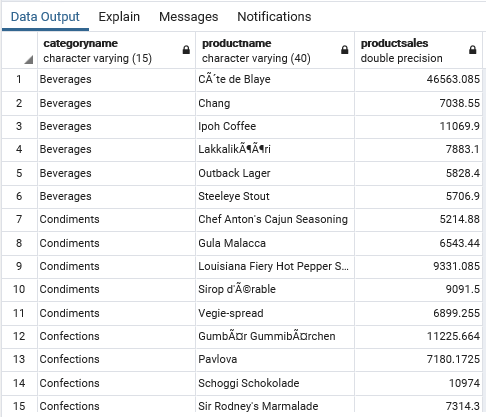 Data Output Explain Messages Notifications
categoryname productname productsales
character varying (15) character varying (40) double precision
1 Beverages CÃ´te de Blaye 46563.085
2 Beverages Chang 7038.55
3 Beverages Ipoh Coffee 11069.9
4 Beverages LakkalikÃ¶Ã¶ri 7883.1
5 Beverages Outback Lager 5828.4
6 Beverages Steeleye Stout 5706.9
7 Condiments Chef Anton's Cajun Seasoning 5214.88
8 Condiments Gula Malacca 6543.44
9 Condiments Louisiana Fiery Hot Pepper S... 9331.085
10 Condiments Sirop d'Ã©rable 9091.5
11 Condiments Vegie-spread 6899.255
12 Confections GumbÃ¤r GummibÃ¤rchen 11225.664
13 Confections Pavlova 7180.1725
14 Confections Schoggi Schokolade 10974
15 Confections Sir Rodney's Marmalade 7314.3